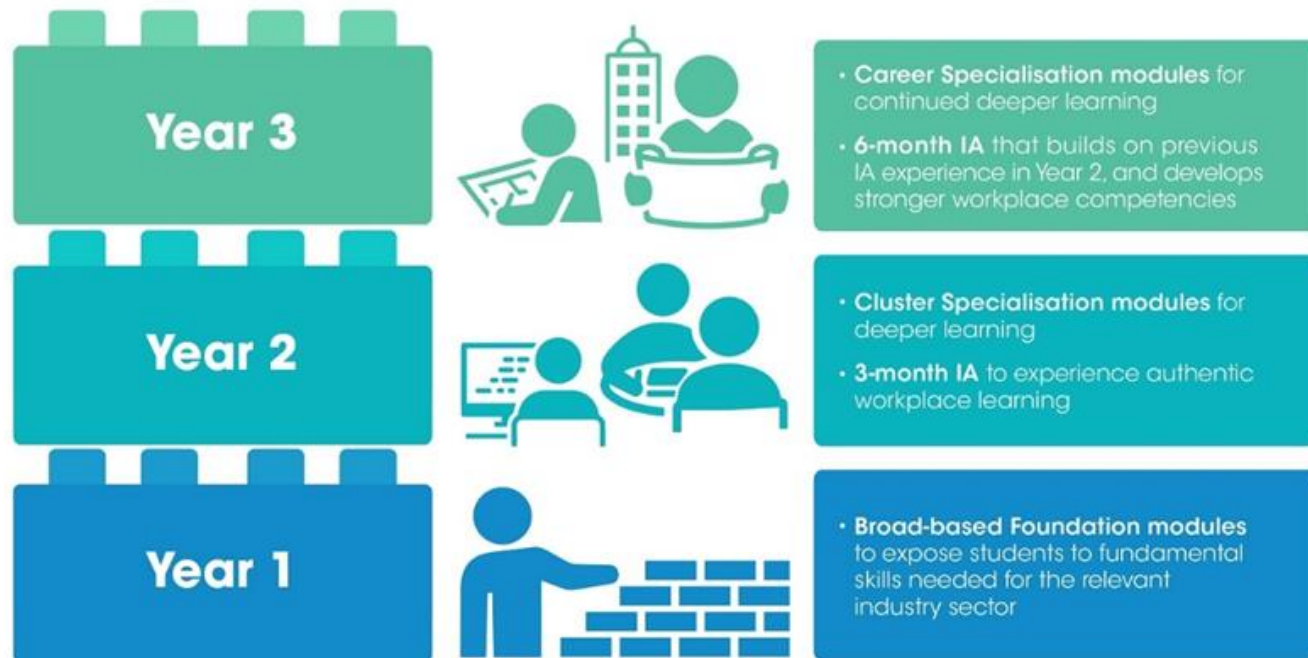 Year 3
• Career Specialisation modules for
continued deeper learning
• 6-month IA that builds on previous
IA experience in Year 2, and develops
stronger workplace competencies
Year 2
• Cluster Specialisation modules for
deeper learning
• 3-month IA to experience authentic
workplace learning
Year 1
• Broad-based Foundation modules
to expose students to fundamental
skills needed for the relevant
industry sector